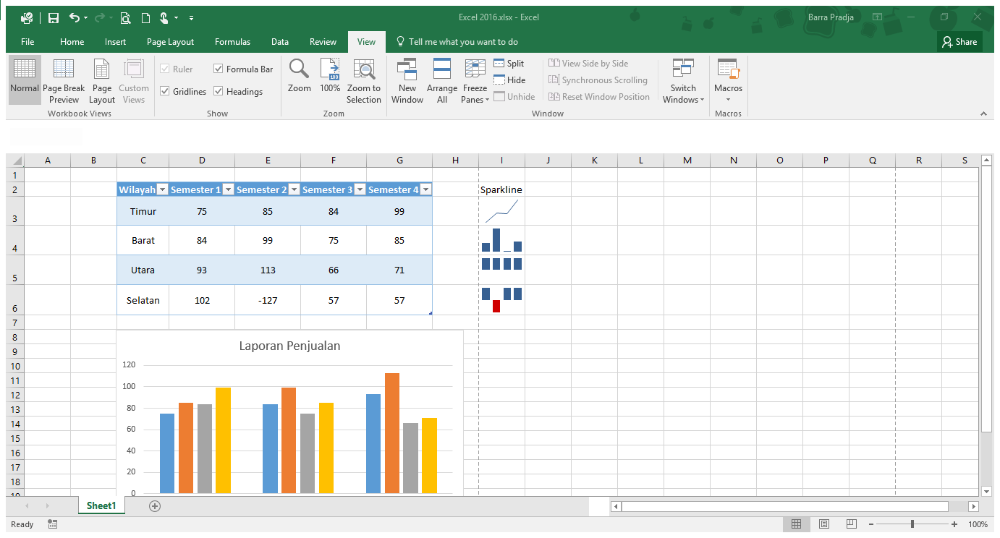 Excel 2016.xlsx - Excel
Barra Pradja
File Home Insert Page Layout Formulas Data Review View Tell me what you want to do Share
Normal
Page Break
Preview
Page
Layout
Custom
Views
Workbook Views
Ruler
Formula Bar
Gridlines
Headings
Show
Zoom
100
100%
Zoom to
Selection
Zoom
New
Window
Arrange
All
Freeze
Panes
Split
Hide
Unhide
View Side by Side
Synchronous Scrolling
Reset Window Position
Switch
Windows
Window
Macros
Macros
A B C D E F G H I J K L M N O P Q R S
1
2 Wilayah Semester 1 Semester 2 Semester 3 Semester 4 Sparkline
3 Timur 75 85 84 99
4 Barat 84 99 75 85
5 Utara 93 113 66 71
6 Selatan 102 -127 57 57
7
8
9
10
11
12
13
14
15
16
17
18
19
Laporan Penjualan
120
100
80
60
40
20
0
Sheet1
Ready
100%